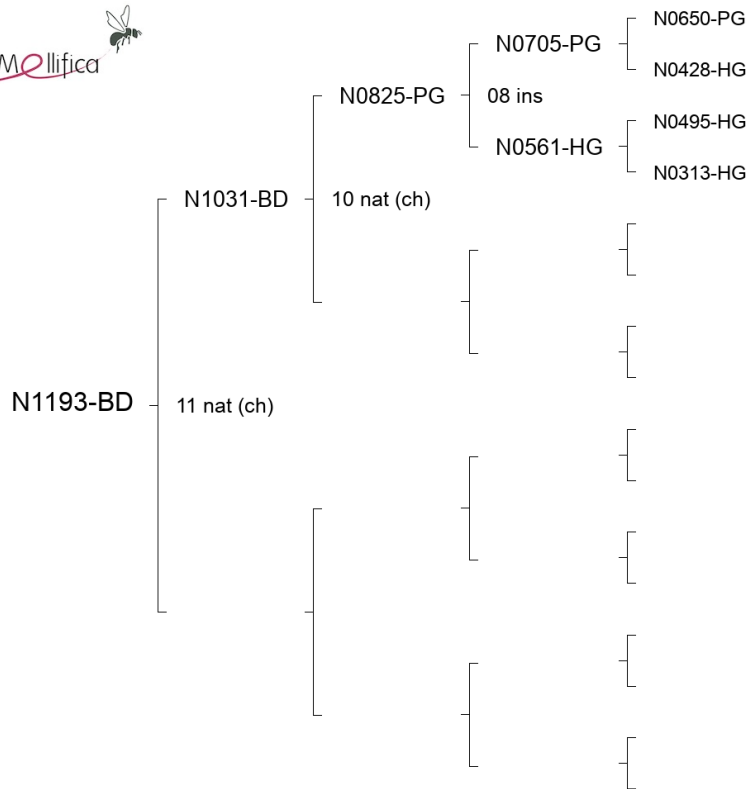 Mellifica
N0650-PG
N0705-PG
N0428-HG
N0825-PG
08 ins
N0495-HG
N0561-HG
N0313-HG
N1031-BD
10 nat (ch)
N1193-BD
11 nat (ch)